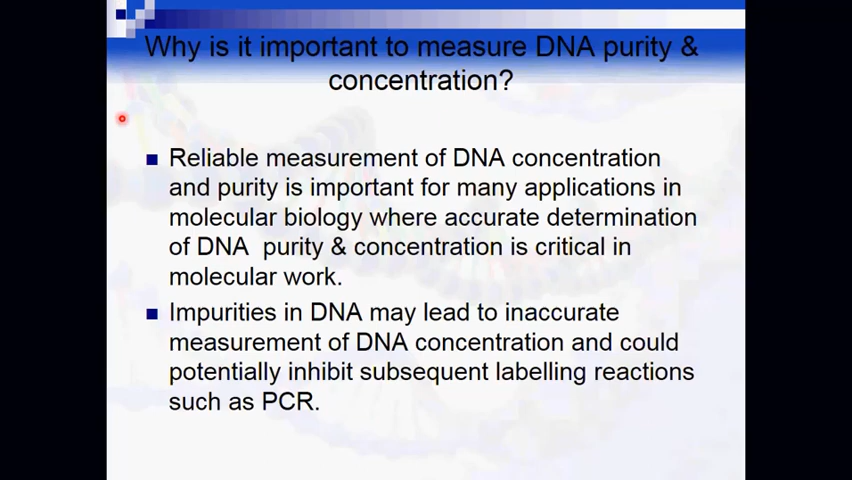 Why is it important to measure DNA purity &
concentration?
Reliable measurement of DNA concentration
and purity is important for many applications in
molecular biology where accurate determination
of DNA  purity & concentration is critical in
molecular work.
Impurities in DNA may lead to inaccurate
measurement of DNA concentration and could
potentially inhibit subsequent labelling reactions
such as PCR.